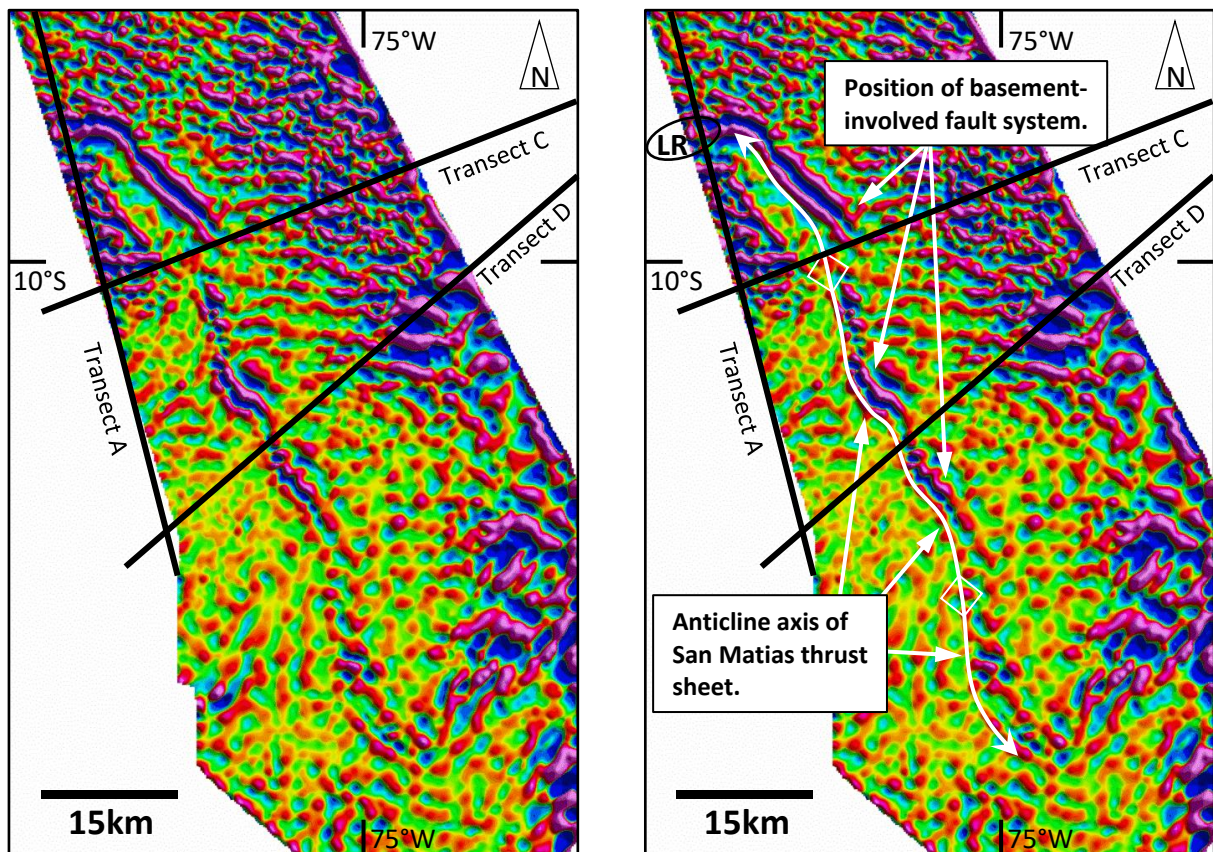 75°W
N
Transect C
Transect D
10°S
Transect A
15km
75°W
75°W
N
Position of basement-
involved fault system.
LR
Transect C
Transect D
10°S
Transect A
Anticline axis of
San Matias thrust
sheet.
15km
75°W